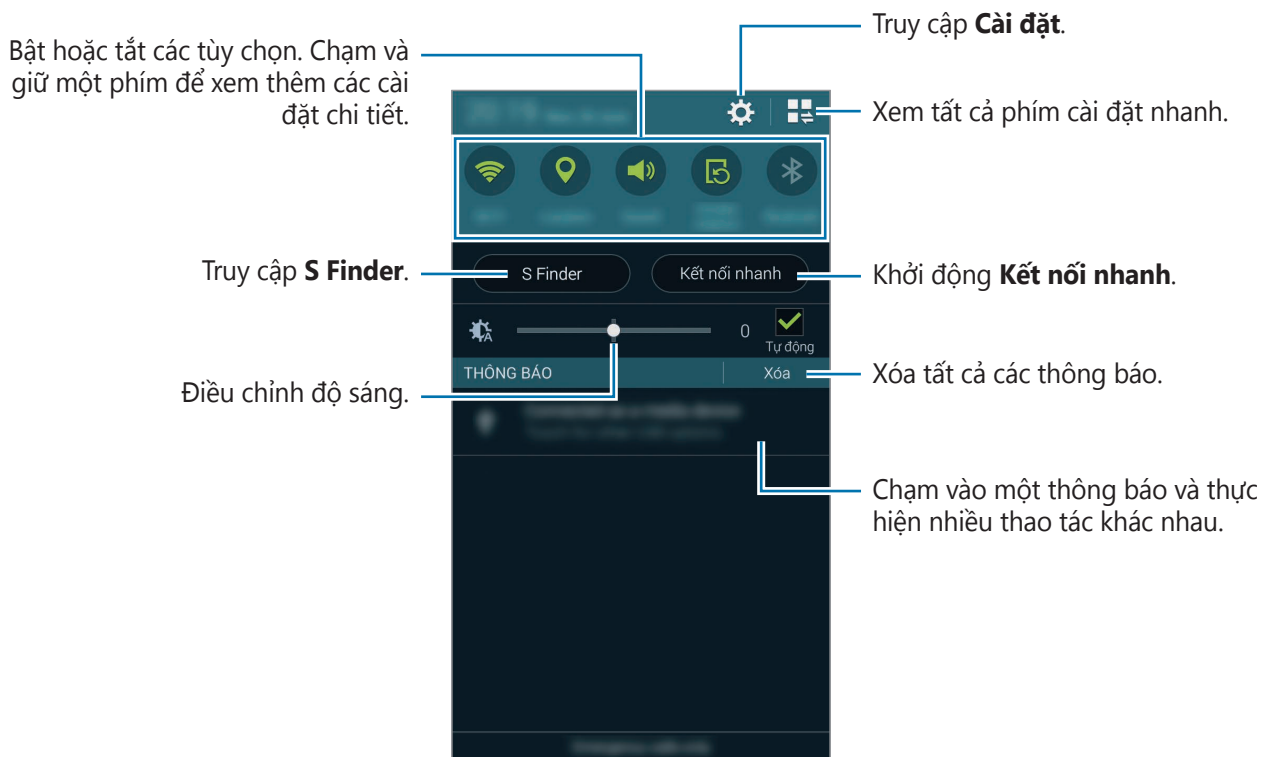 Truy cập Cài đặt.
Bật hoặc tắt các tùy chọn. Chạm và
giữ một phím để xem thêm các cài
đặt chi tiết.
Xem tất cả phím cài đặt nhanh.
Truy cập S Finder.
S Finder
Kết nối nhanh
Khởi động Kết nối nhanh.
0
Tự động
Điều chỉnh độ sáng.
THÔNG BÁO
Xóa
Xóa tất cả các thông báo.
Chạm vào một thông báo và thực
hiện nhiều thao tác khác nhau.